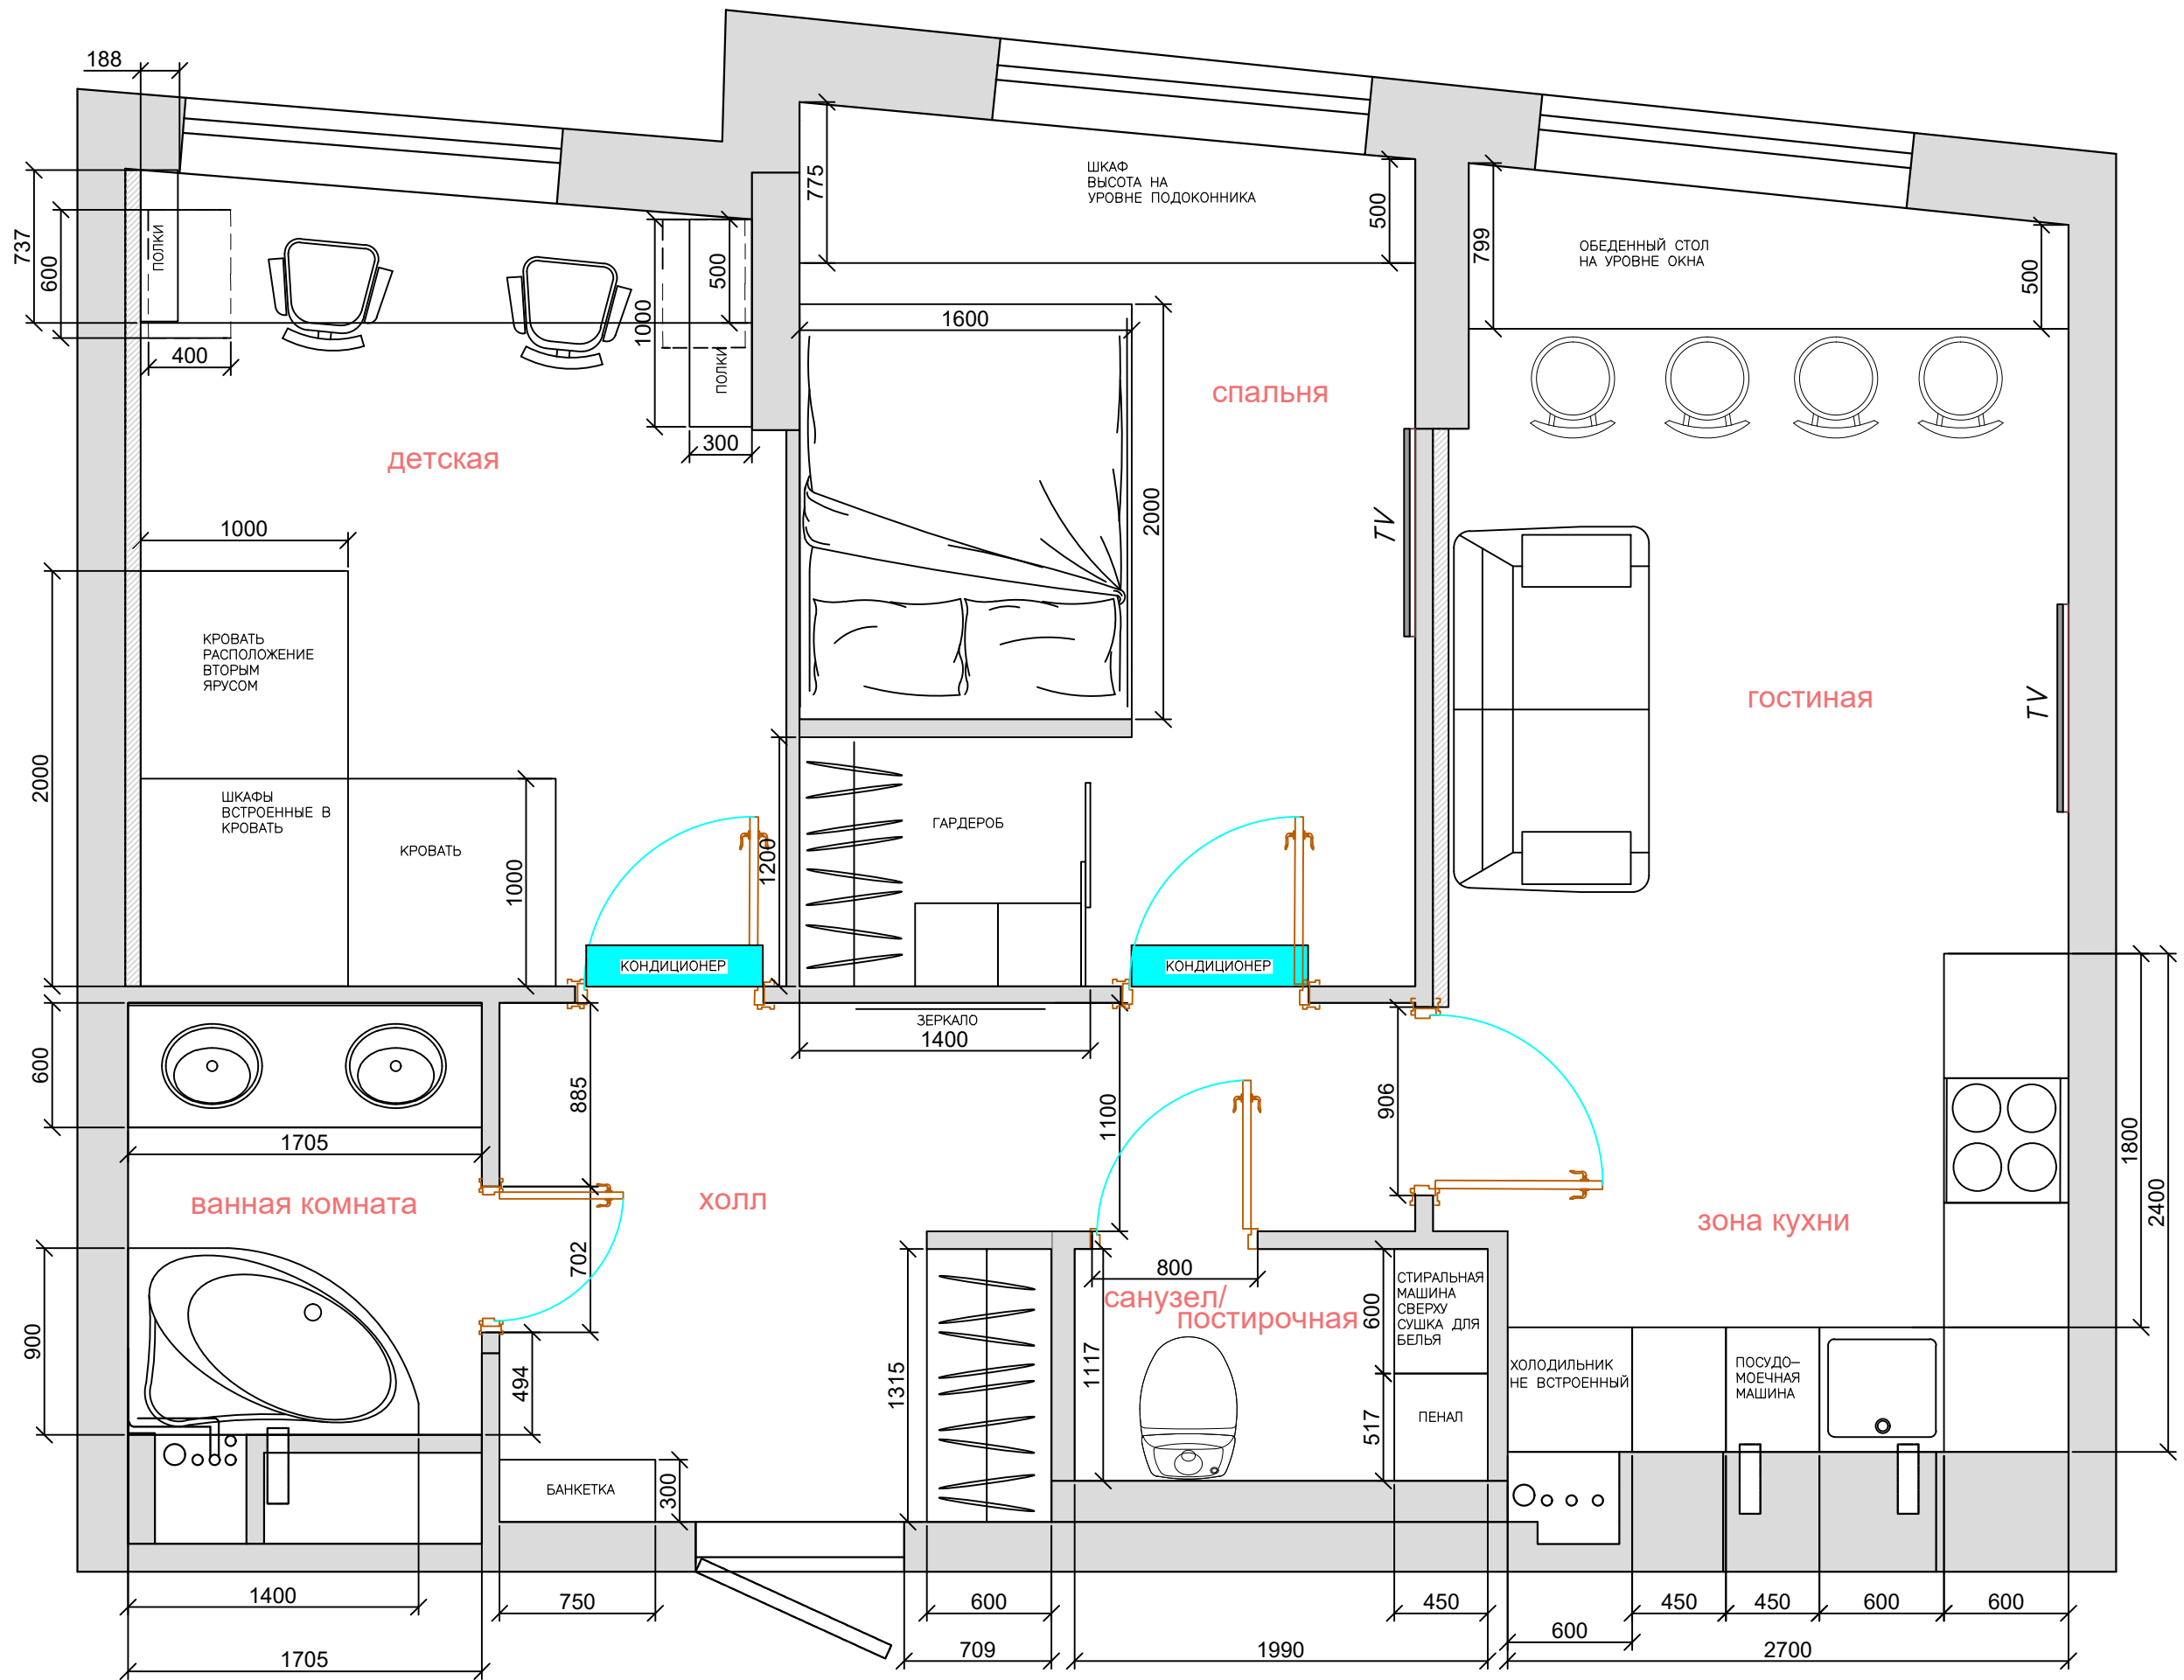 188
775
ШКАФ
ВЫСОТА НА
УРОВНЕ ПОДОКОННИКА
500
799
ОБЕДЕННЫЙ СТОЛ
НА УРОВНЕ ОКНА
500
737
600
ПОЛКИ
400
500
1000
ПОЛКИ
300
1600
2000
спальня
детская
TV
TV
гостиная
1000
2000
КРОВАТЬ
РАСПОЛОЖЕНИЕ
ВТОРЫМ
ЯРУСОМ
ШКАФЫ
ВСТРОЕННЫЕ В
КРОВАТЬ
КРОВАТЬ
1000
1200
ГАРДЕРОБ
КОНДИЦИОНЕР
КОНДИЦИОНЕР
ЗЕРКАЛО
1400
600
885
1100
906
1800
2400
1705
ванная комната
холл
зона кухни
702
900
494
800
санузел/
постирочная
1315
1117
600
517
СТИРАЛЬНАЯ
МАШИНА
СВЕРХУ
СУШКА ДЛЯ
БЕЛЬЯ
ПЕНАЛ
ХОЛОДИЛЬНИК
НЕ ВСТРОЕННЫЙ
ПОСУДО—
МОЕЧНАЯ
МАШИНА
БАНКЕТКА
300
1400
750
600
450
450
450
600
600
600
1705
709
1990
2700